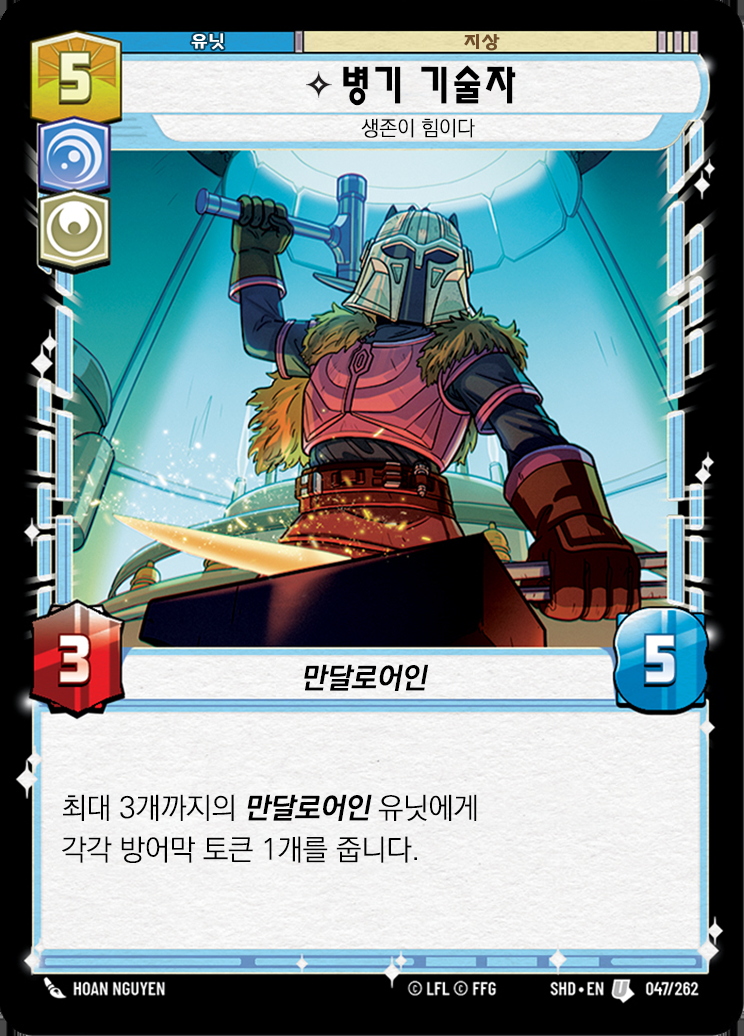 유닛
지상
5
병기 기술자
생존이 힘이다
3
만달로어인
5
최대 3개까지의 만달로어인 유닛에게
각각 방어막 토큰 1개를 줍니다.
HOAN NGUYEN
© LFL © FFG
SHD • EN U 047/262